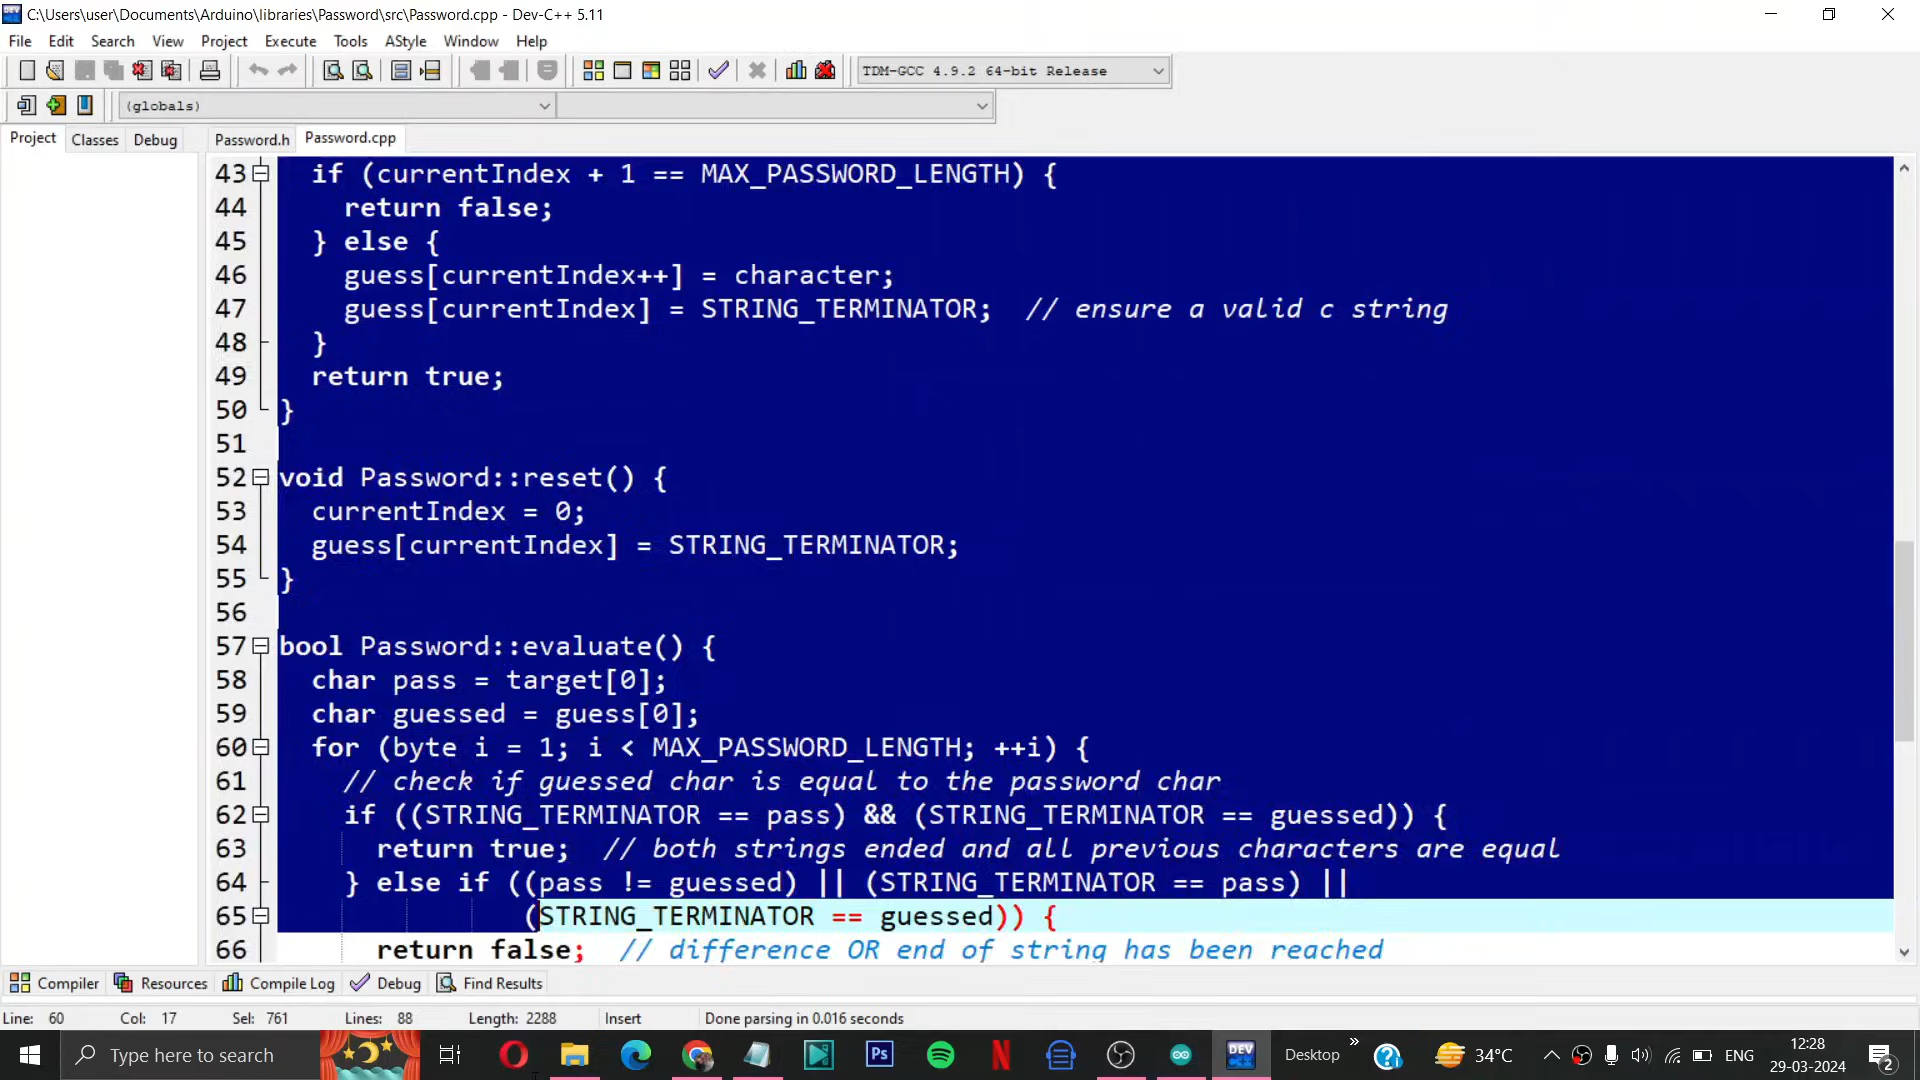 C:\Users\user\Documents\Arduino\libraries\Password\src\Password.cpp - Dev-C++ 5.11
File Edit Search View Project Execute Tools AStyle Window Help
TDM-GCC 4.9.2 64-bit Release
(globals)
Project Classes Debug Password.h Password.cpp
43 if (currentIndex + 1 == MAX_PASSWORD_LENGTH) {
44 return false;
45 } else {
46 guess[currentIndex++] = character;
47 guess[currentIndex] = STRING_TERMINATOR; // ensure a valid c string
48 }
49 return true;
50 }
51
52 void Password::reset() {
53 currentIndex = 0;
54 guess[currentIndex] = STRING_TERMINATOR;
55 }
56
57 bool Password::evaluate() {
58 char pass = target[0];
59 char guessed = guess[0];
60 for (byte i = 1; i < MAX_PASSWORD_LENGTH; ++i) {
61 // check if guessed char is equal to the password char
62 if ((STRING_TERMINATOR == pass) && (STRING_TERMINATOR == guessed)) {
63 return true; // both strings ended and all previous characters are equal
64 } else if ((pass != guessed) || (STRING_TERMINATOR == pass) ||
65 (STRING_TERMINATOR == guessed)) {
66 return false; // difference OR end of string has been reached
Compiler Resources Compile Log Debug Find Results
Line: 60 Col: 17 Sel: 761 Lines: 88 Length: 2288 Insert Done parsing in 0.016 seconds
Type here to search Ps N DEV Desktop 34°C ENG 12:28
29-03-2024 2